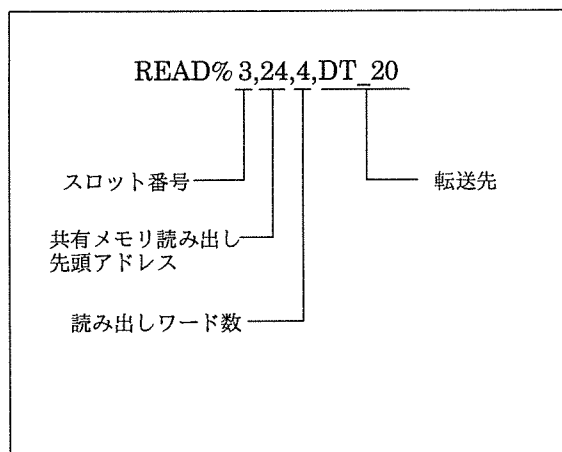 READ% 3,24,4,DT_20
スロット番号
転送先
共有メモリ読み出し
先頭アドレス
読み出しワード数